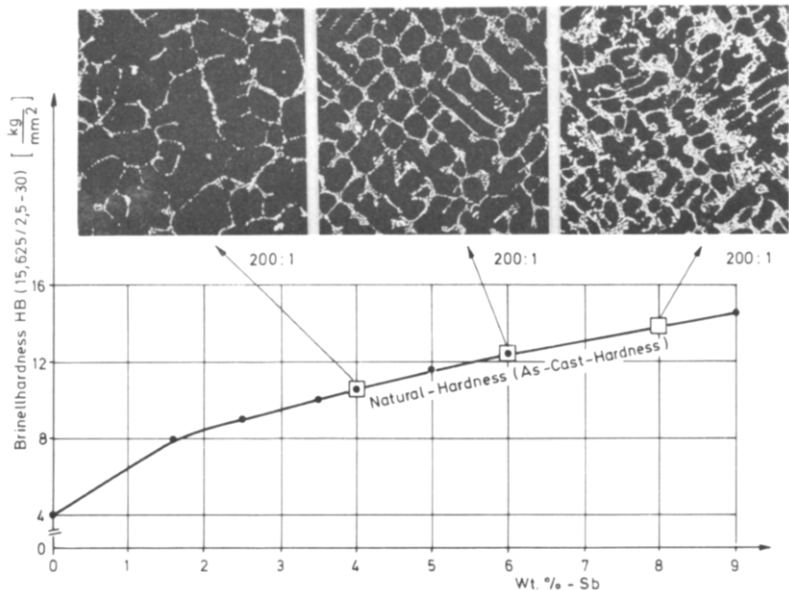 200:1 200:1 200:1
Brinellhardness HB (15,625/2,5-30) [kg/mm2]
16
12
8
4
0
Natural-Hardness (As-Cast-Hardness)
0 1 2 3 4 5 6 7 8 9
Wt. % - Sb